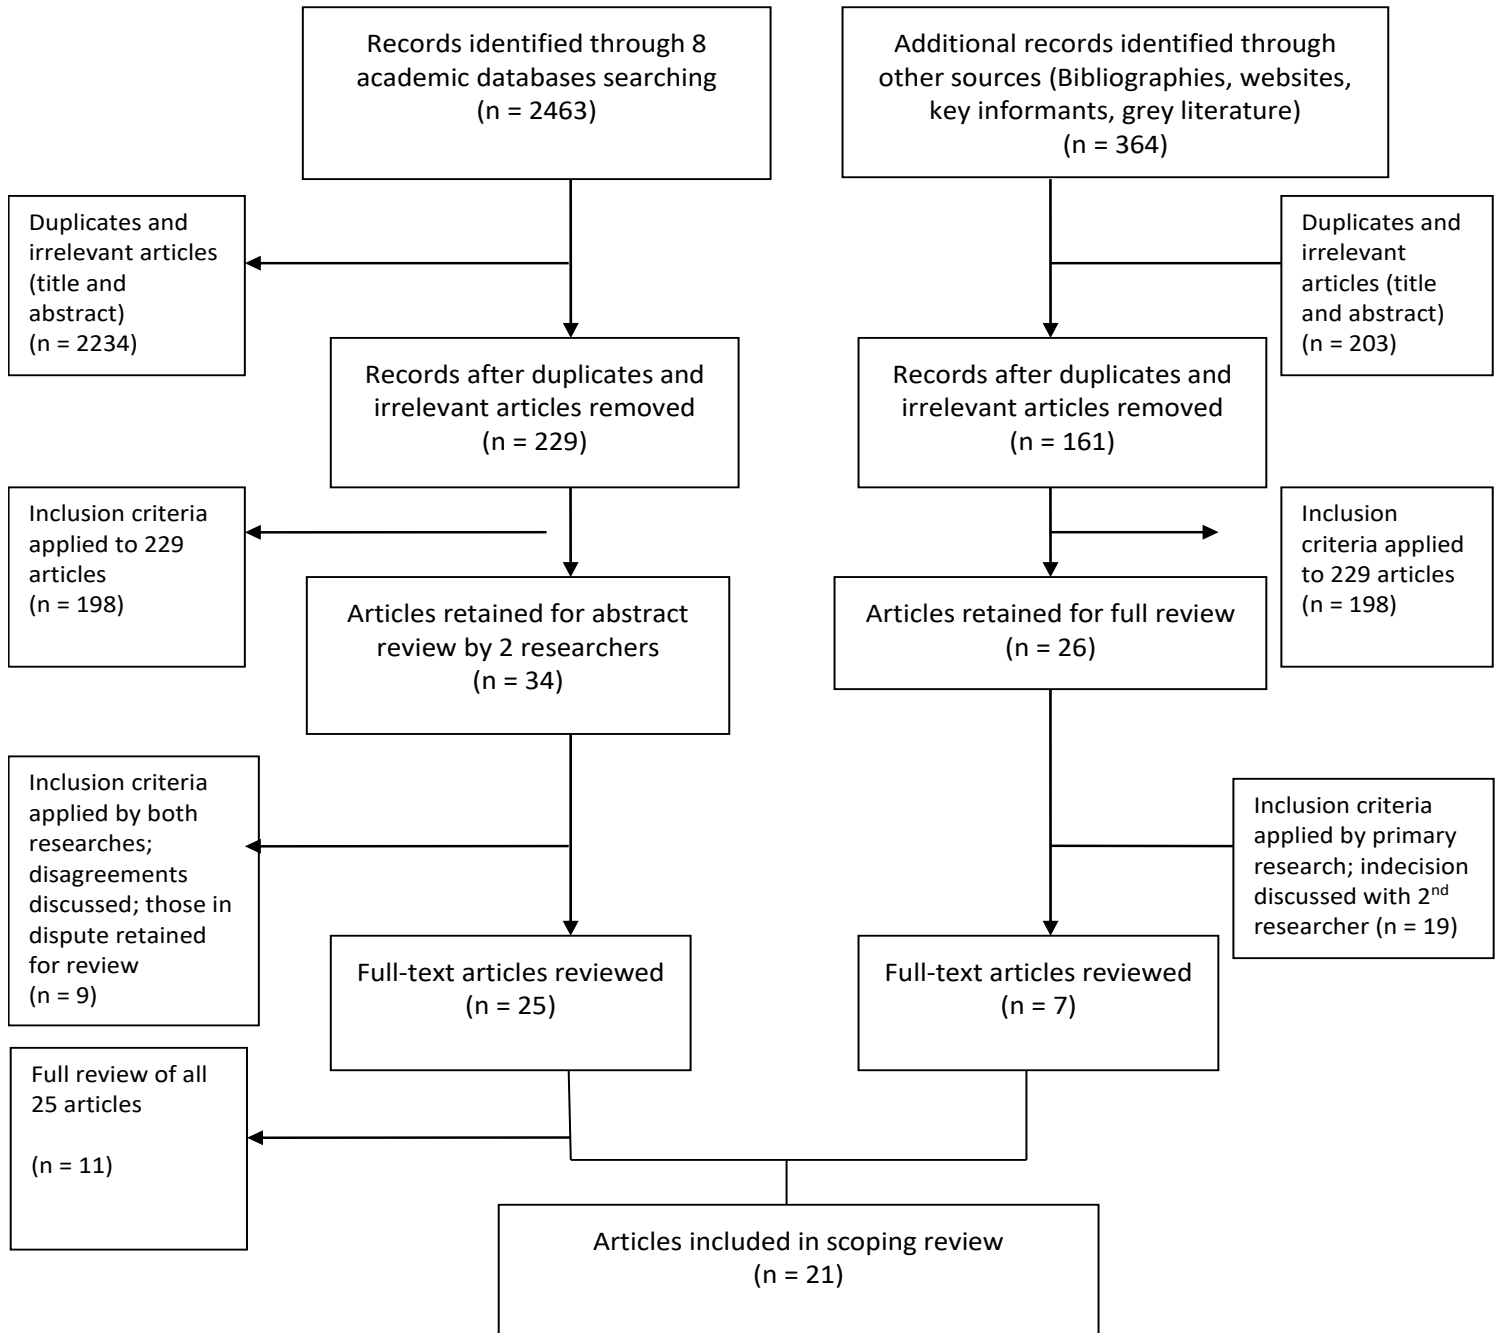 Records identified through 8
academic databases searching
(n = 2463)
Additional records identified through
other sources (Bibliographies, websites,
key informants, grey literature)
(n = 364)
Duplicates and
irrelevant articles
(title and
abstract)
(n = 2234)
Duplicates and
irrelevant
articles (title
and abstract)
(n = 203)
Records after duplicates and
irrelevant articles removed
(n = 229)
Records after duplicates and
irrelevant articles removed
(n = 161)
Inclusion criteria
applied to 229
articles
(n = 198)
Inclusion
criteria applied
to 229 articles
(n = 198)
Articles retained for abstract
review by 2 researchers
(n = 34)
Articles retained for full review
(n = 26)
Inclusion criteria
applied by both
researches;
disagreements
discussed; those in
dispute retained
for review
(n = 9)
Inclusion criteria
applied by primary
research; indecision
discussed with 2nd
researcher (n = 19)
Full-text articles reviewed
(n = 25)
Full-text articles reviewed
(n = 7)
Full review of all
25 articles
(n = 11)
Articles included in scoping review
(n = 21)